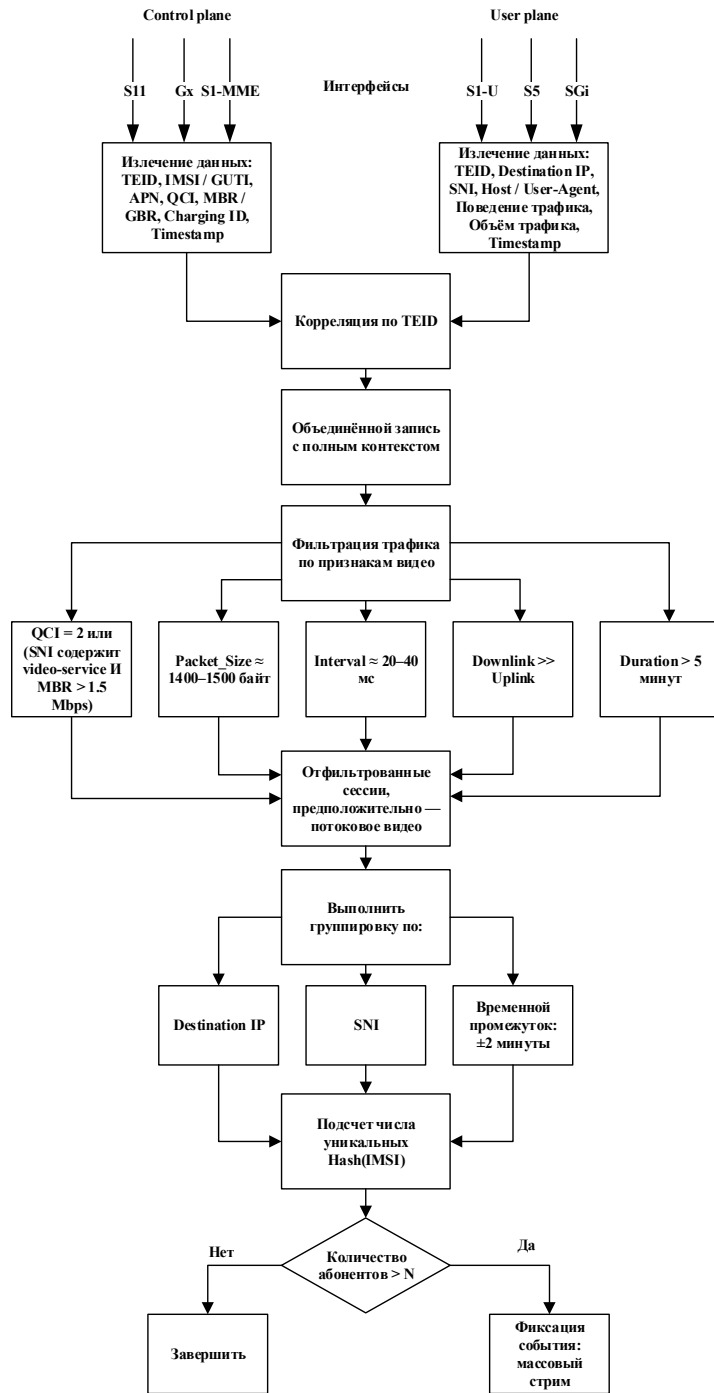 Control plane
User plane
S11
Gx
S1-MME
Интерфейсы
S1-U
S5
SGi
Излечение данных:
TEID, IMSI / GUTI,
APN, QCI, MBR /
GBR, Charging ID,
Timestamp
Излечение данных:
TEID, Destination IP,
SNI, Host / User-Agent,
Поведение трафика,
Объём трафика,
Timestamp
Корреляция по TEID
Объединённой запись
с полным контекстом
Фильтрация трафика
по признакам видео
QCI = 2 или
(SNI содержит
video-service И
MBR > 1.5
Mbps)
Packet_Size ≈
1400–1500 байт
Interval ≈ 20–40
мс
Downlink >>
Uplink
Duration > 5
минут
Отфильтрованные
сессии,
предположительно —
потоковое видео
Выполнить
группировку по:
Destination IP
SNI
Временной
промежуток:
±2 минуты
Подсчет числа
уникальных
Hash(IMSI)
Количество
абонентов > N
Нет
Да
Завершить
Фиксация
события:
массовый
стрим